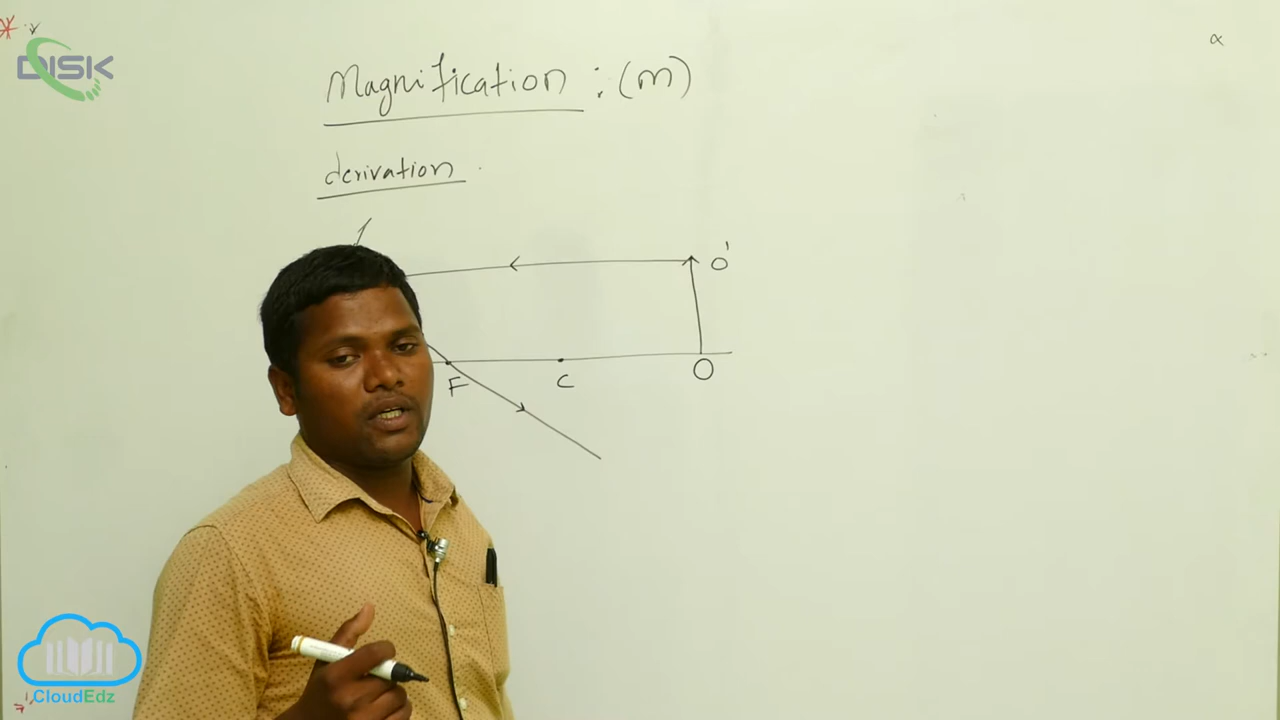 DISK
α
Magnification : (m)
derivation
O'
F C O
CloudEdz